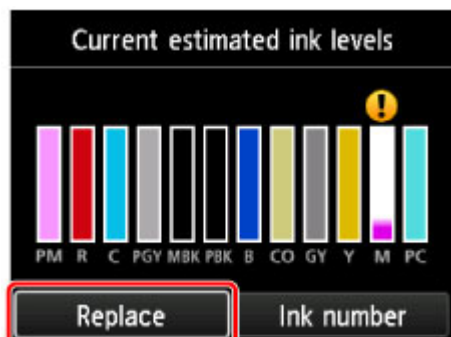 Current estimated ink levels
!
PM R C PGY MBK PBK B CO GY Y M PC
Replace Ink number